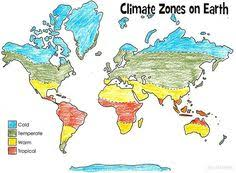 Climate Zones on Earth
Cold
Temperate
Warm
Tropical